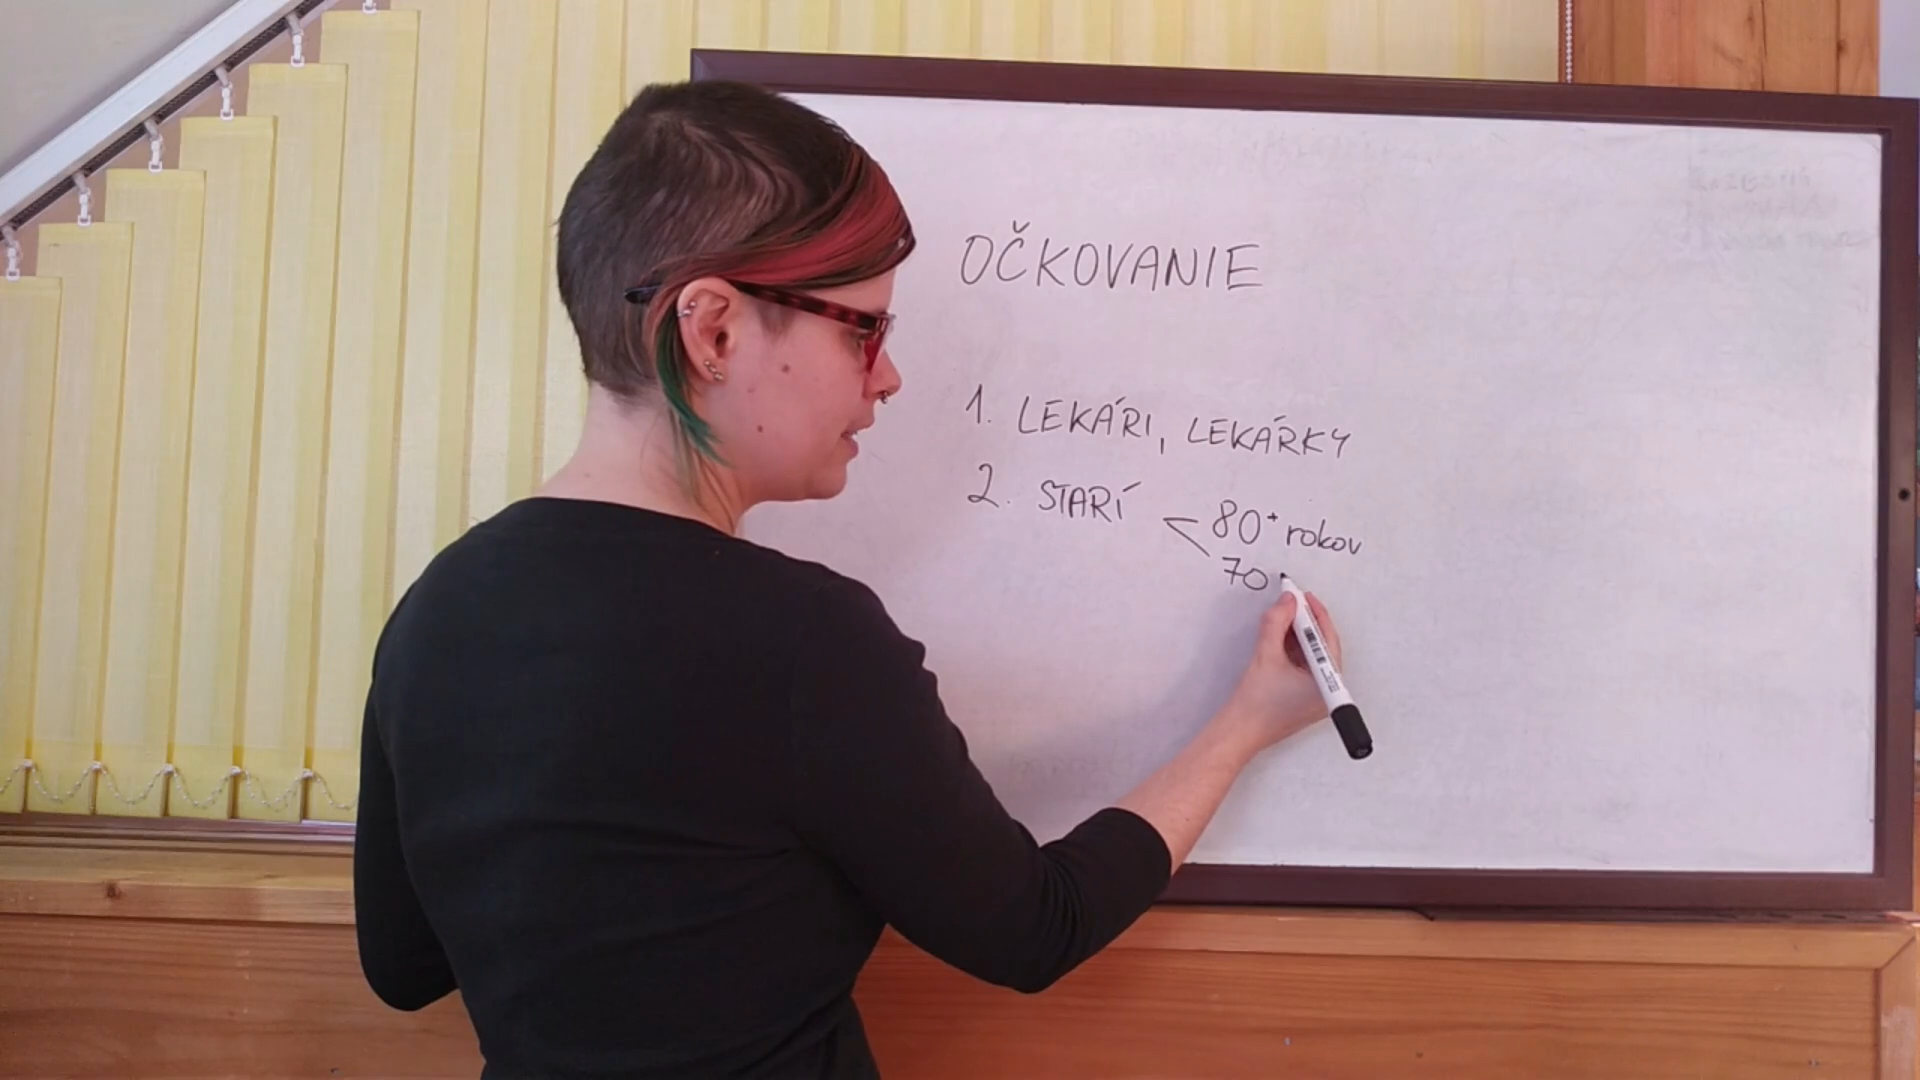 OČKOVANIE
1. LEKÁRI, LEKÁRKY
2. STARÍ < 80+ rokov
70